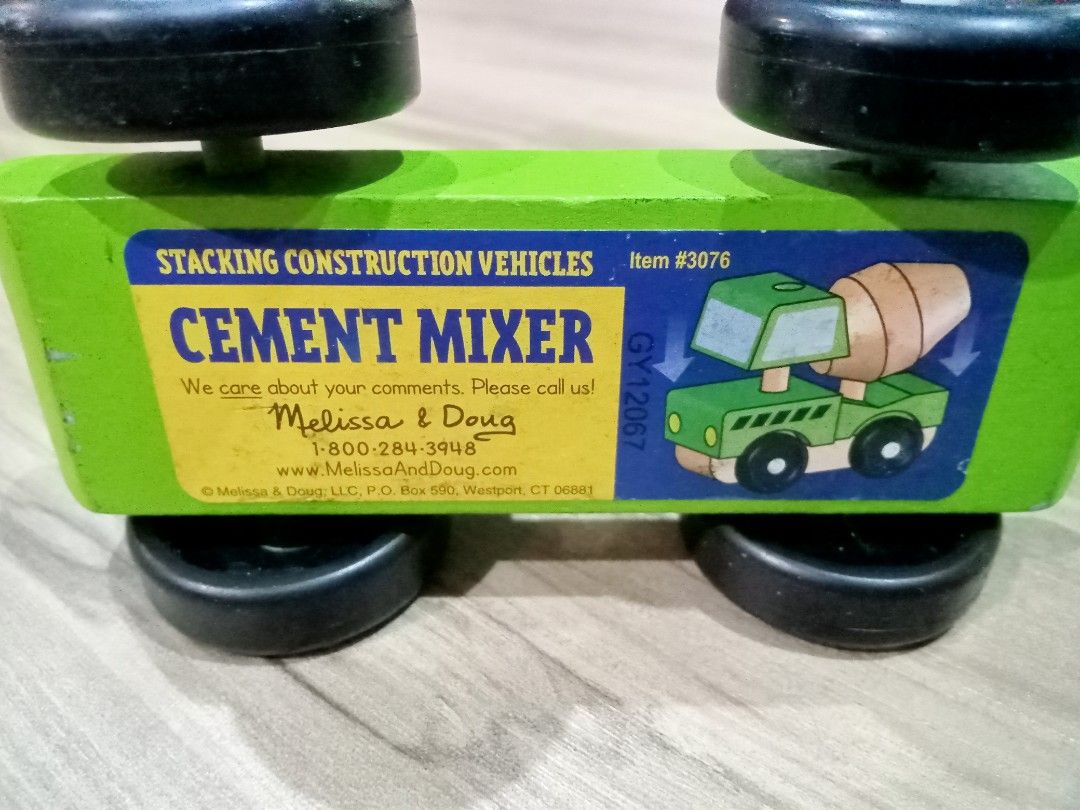 STACKING CONSTRUCTION VEHICLES
Item #3076
CEMENT MIXER
We care about your comments. Please call us!
Melissa & Doug
1-800-284-3948
www.MelissaAndDoug.com
© Melissa & Doug, LLC, P.O. Box 590, Westport, CT 06881
GY12067